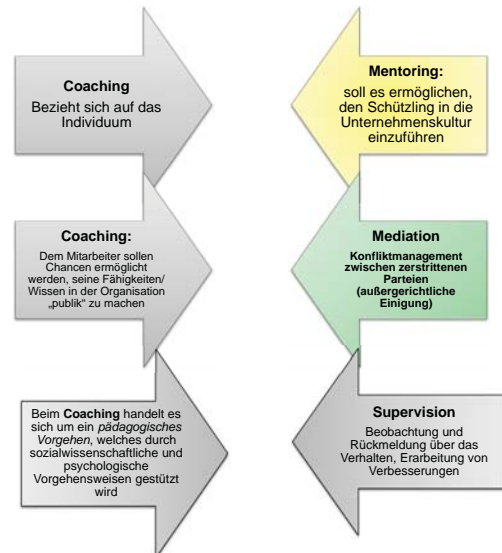 Coaching
Bezieht sich auf das
Individuum
Mentoring:
soll es ermöglichen,
den Schützling in die
Unternehmenskultur
einzuführen
Coaching:
Dem Mitarbeiter sollen
Chancen ermöglicht
werden, seine Fähigkeiten/
Wissen in der Organisation
„publik“ zu machen
Mediation
Konfliktmanagement
zwischen zerstrittenen
Parteien
(außergerichtliche
Einigung)
Beim Coaching handelt es
sich um ein pädagogisches
Vorgehen, welches durch
sozialwissenschaftliche und
psychologische
Vorgehensweisen gestützt
wird
Supervision
Beobachtung und
Rückmeldung über das
Verhalten, Erarbeitung von
Verbesserungen